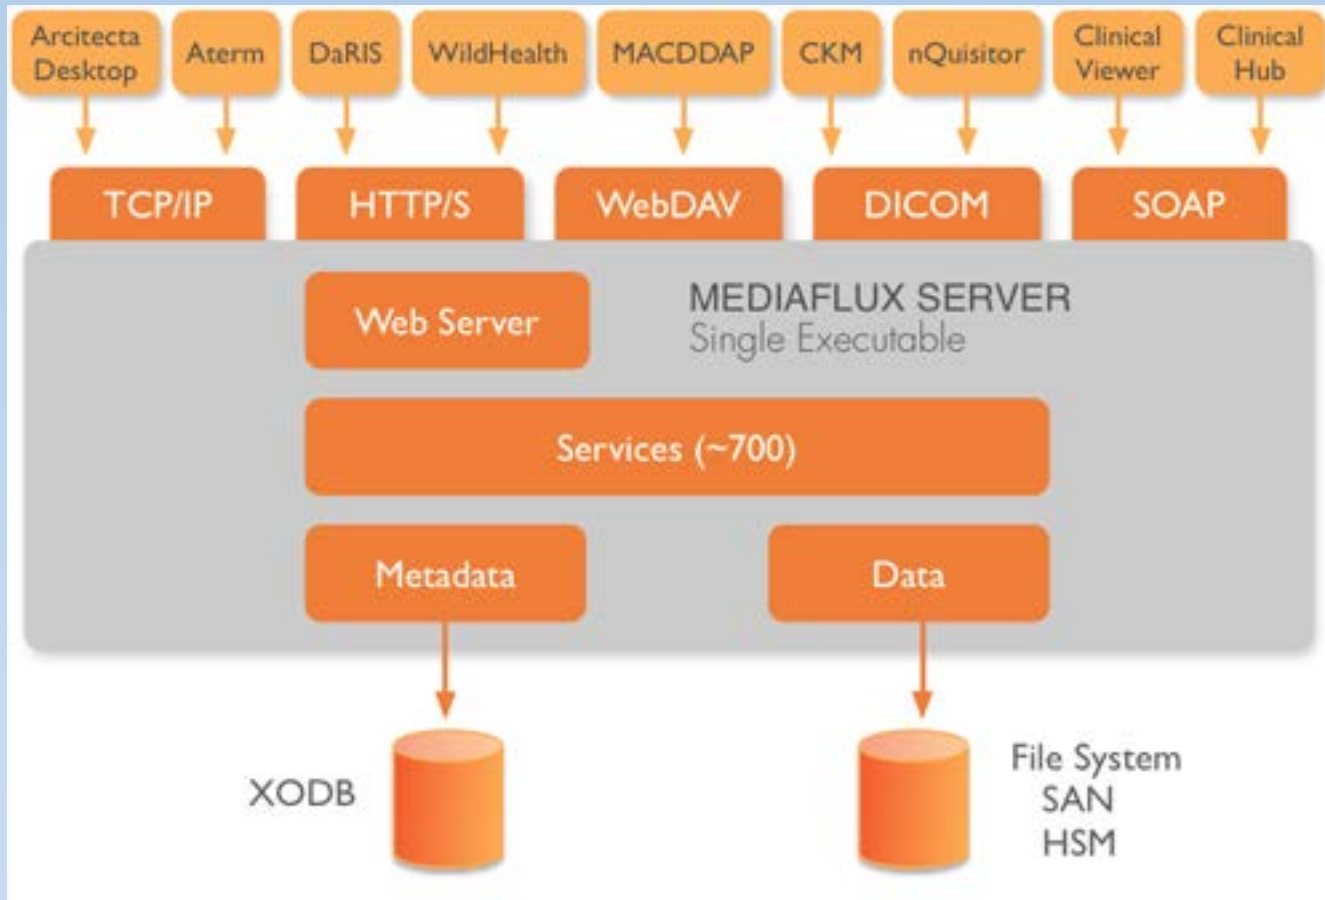 Arcitecta
Desktop
Aterm
DaRIS
WildHealth
MACDDAP
CKM
nQuisitor
Clinical
Viewer
Clinical
Hub
TCP/IP
HTTP/S
WebDAV
DICOM
SOAP
Web Server
MEDIAFLUX SERVER
Single Executable
Services (~700)
Metadata
Data
XODB
File System
SAN
HSM